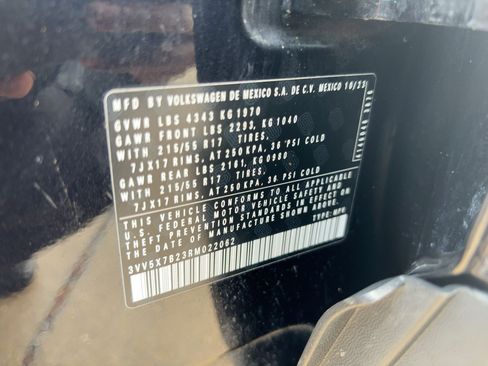 MFD BY VOLKSWAGEN DE MEXICO S.A. DE C.V. MEXICO 10/23
GVWR LBS 4343 KG 1970
GAWR FRONT LBS 2293, KG 1040
WITH 215/55 R17 TIRES,
7JX17 RIMS, AT 250 KPA, 36 PSI COLD
GAWR REAR LBS 2161, KG 0980
WITH 215/55 R17 TIRES,
7JX17 RIMS, AT 250 KPA, 36 PSI COLD
THIS VEHICLE CONFORMS TO ALL APPLICABLE
U.S. FEDERAL MOTOR VEHICLE SAFETY AND
THEFT PREVENTION STANDARDS IN EFFECT ON
DATE OF MANUFACTURE SHOWN ABOVE.
3VV5X7B23RM022062 TYPE:MPV